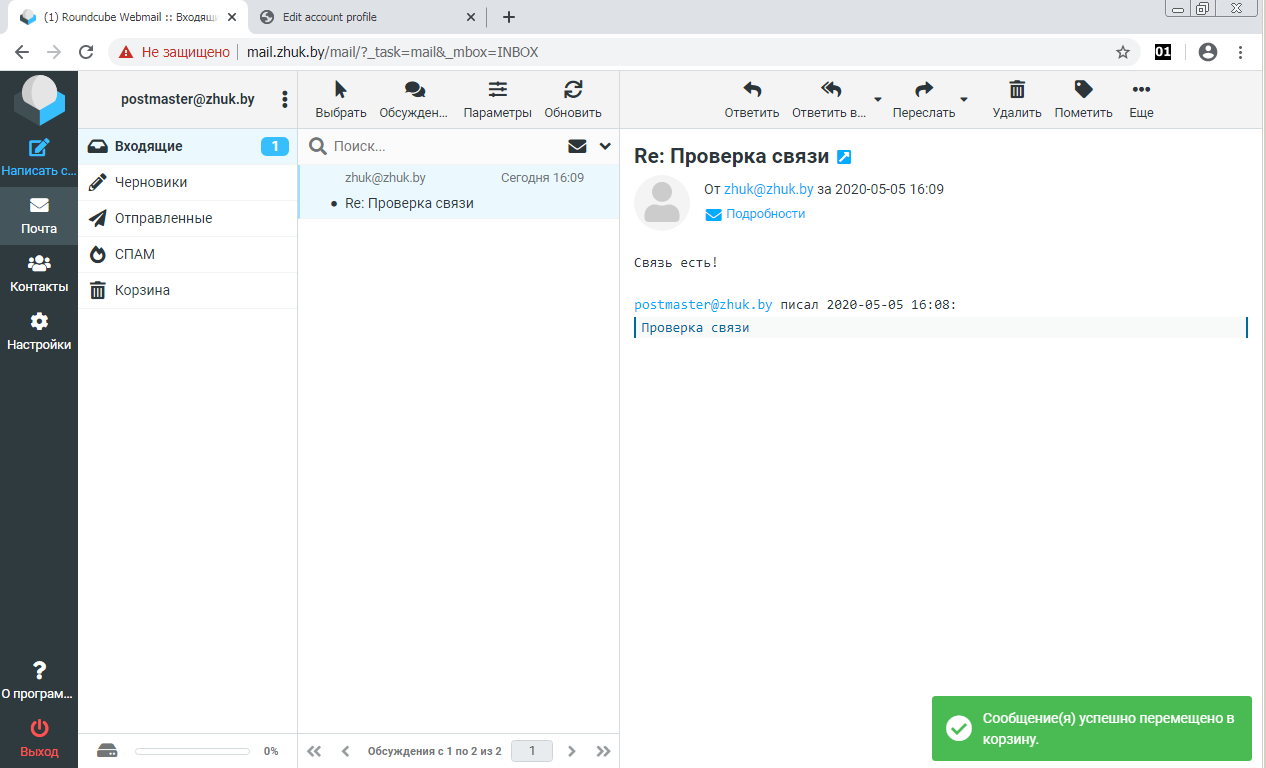 (1) Roundcube Webmail :: Входящи
Edit account profile
Не защищено
mail.zhuk.by/mail/?_task=mail&_mbox=INBOX
01
postmaster@zhuk.by
Выбрать
Обсужден...
Параметры
Обновить
Ответить
Ответить в...
Переслать
Удалить
Пометить
Еще
Написать с...
Почта
Контакты
Настройки
О програм...
Выход
Входящие
1
Черновики
Отправленные
СПАМ
Корзина
0%
Поиск...
zhuk@zhuk.by
Сегодня 16:09
• Re: Проверка связи
Обсуждения с 1 по 2 из 2
1
Re: Проверка связи
От zhuk@zhuk.by за 2020-05-05 16:09
Подробности
Связь есть!
postmaster@zhuk.by писал 2020-05-05 16:08:
Проверка связи
Сообщение(я) успешно перемещено в
корзину.